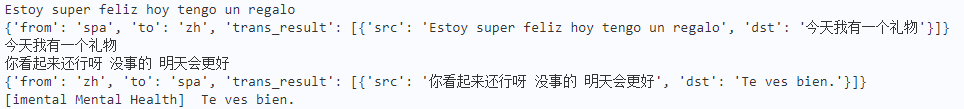 Estoy super feliz hoy tengo un regalo
{'from': 'spa', 'to': 'zh', 'trans_result': [{'src': 'Estoy super feliz hoy tengo un regalo', 'dst': '今天我有一个礼物'}]}
今天我有一个礼物
你看起来还行呀 没事的 明天会更好
{'from': 'zh', 'to': 'spa', 'trans_result': [{'src': '你看起来还行呀 没事的 明天会更好', 'dst': 'Te ves bien.'}]}
[imental Mental Health]  Te ves bien.